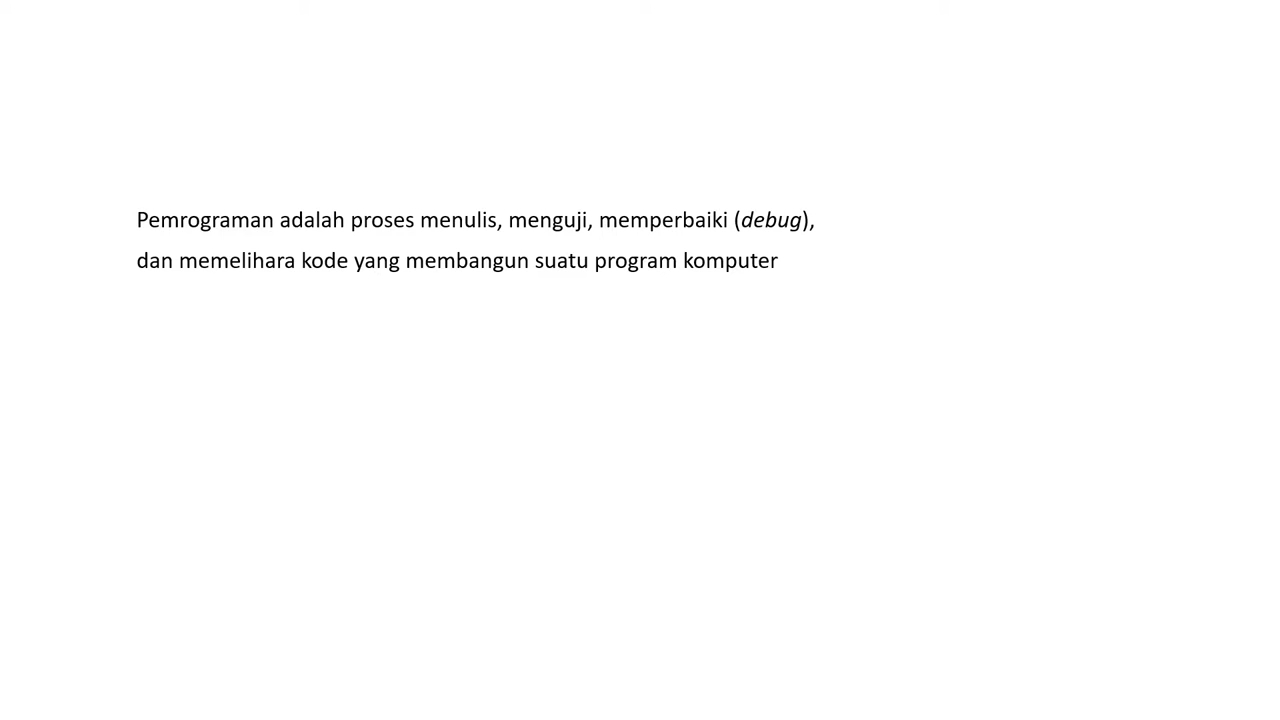 Pemrograman adalah proses menulis, menguji, memperbaiki (debug),
dan memelihara kode yang membangun suatu program komputer